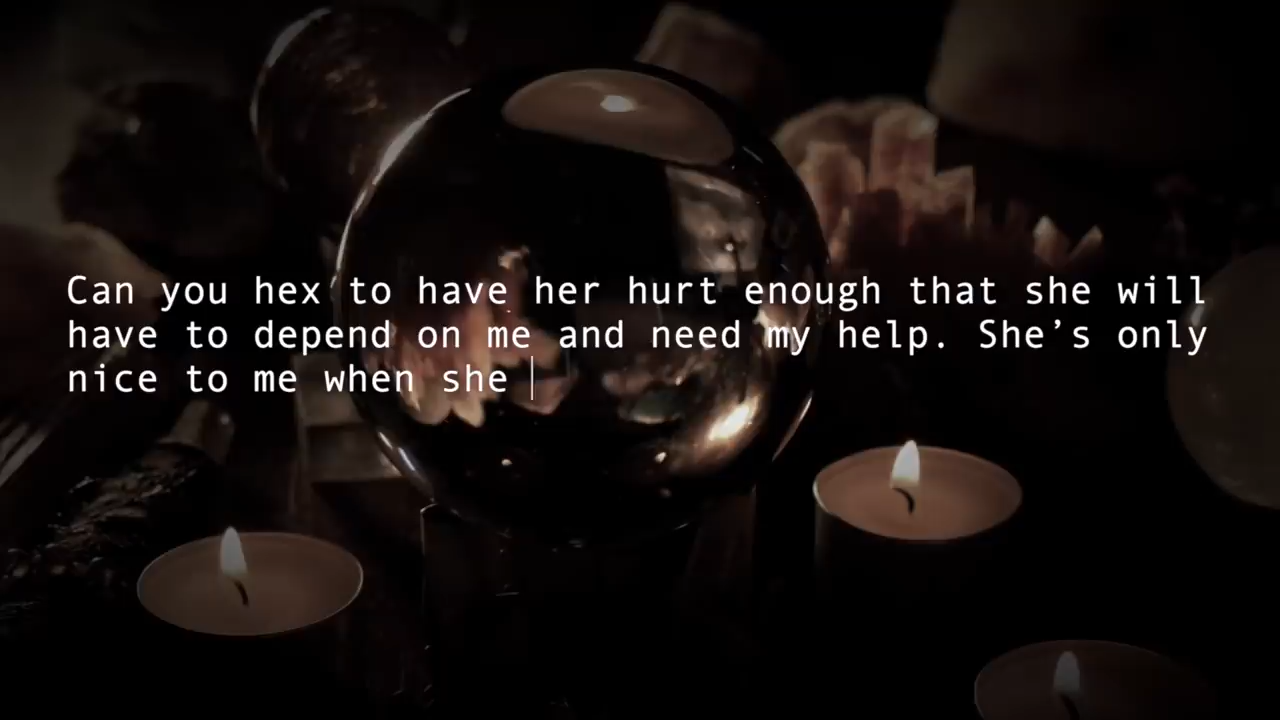 Can you hex to have her hurt enough that she will
have to depend on me and need my help. She’s only
nice to me when she